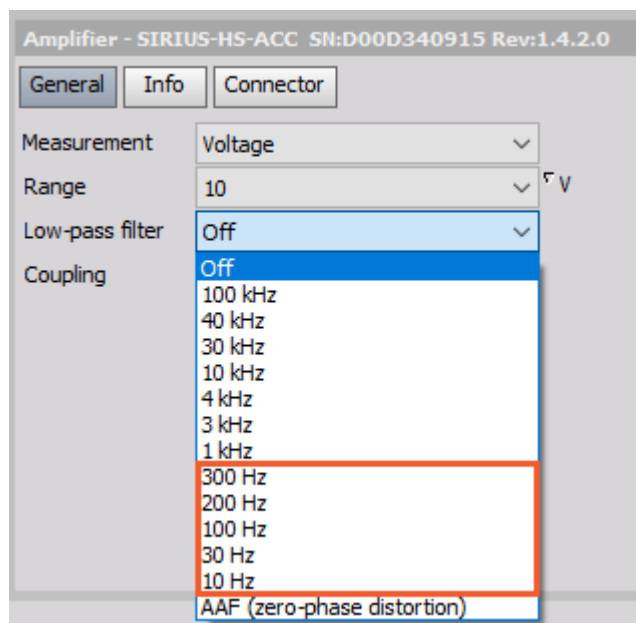 Amplifier - SIRIUS-HS-ACC SN:D00D340915 Rev:1.4.2.0
General Info Connector
Measurement Voltage
Range 10 V
Low-pass filter Off
Coupling
Off
100 kHz
40 kHz
30 kHz
10 kHz
4 kHz
3 kHz
1 kHz
300 Hz
200 Hz
100 Hz
30 Hz
10 Hz
AAF (zero-phase distortion)